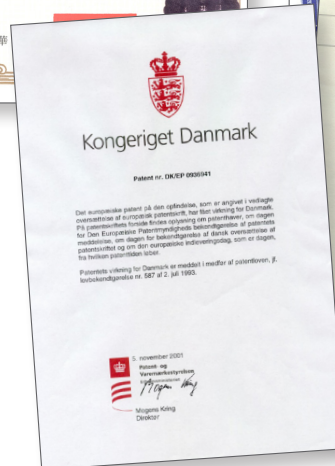 Kongeriget Danmark
Patent nr. DK/EP 0936941
Det europæiske patent på den opfindelse, som er angivet i vedlagte
oversættelse af europæisk patentskrift, har fået virkning for Danmark.
På patentskriftets forside findes oplysning om patenthaver, om dagen
for Den Europæiske Patentmyndigheds bekendtgørelse af patentets
meddelelse, om dagen for bekendtgørelse af dansk oversættelse af
patentskriftet og om den europæiske indleveringsdag, som er dagen,
fra hvilken patenttiden løber.
Patentets virkning for Danmark er meddelt i medfør af patentloven, jf.
lovbekendtgørelse nr. 587 af 2. juli 1993.
5. november 2001
Patent- og
Varemærkestyrelsen
Mogens Kring
Mogens Kring
Direktør